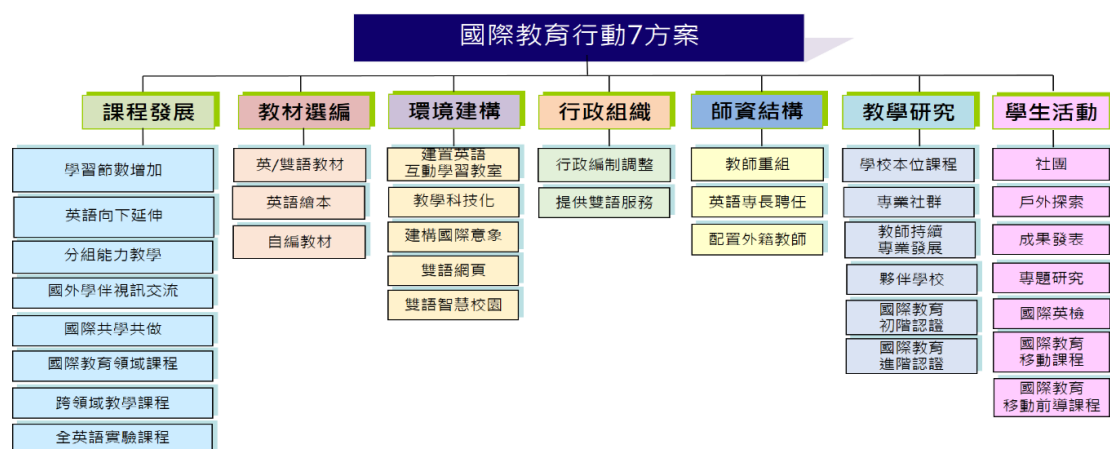 國際教育行動7方案
課程發展
學習節數增加
英語向下延伸
分組能力教學
國外學伴視訊交流
國際共學共做
國際教育領域課程
跨領域教學課程
全英語實驗課程
教材選編
英/雙語教材
英語繪本
自編教材
環境建構
建置英語
互動學習教室
教學科技化
建構國際意象
雙語網頁
雙語智慧校園
行政組織
行政編制調整
提供雙語服務
師資結構
教師重組
英語專長聘任
配置外籍教師
教學研究
學校本位課程
專業社群
教師持續
專業發展
夥伴學校
國際教育
初階認證
國際教育
進階認證
學生活動
社團
戶外探索
成果發表
專題研究
國際英檢
國際教育
移動課程
國際教育
移動前導課程